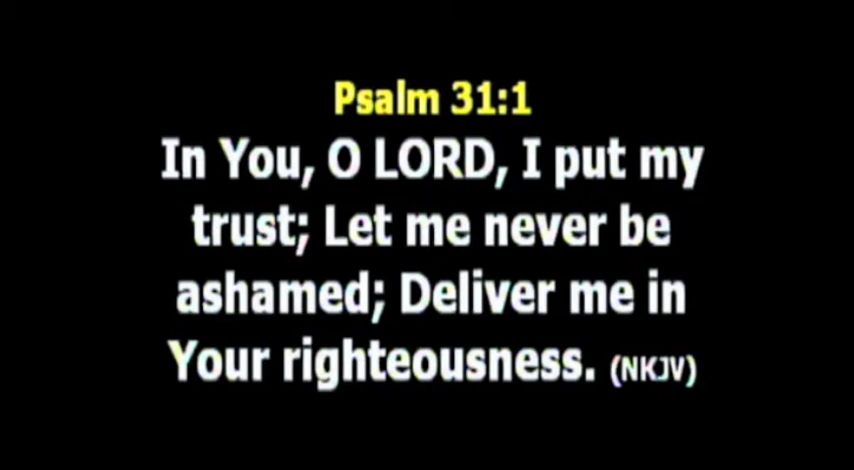 Psalm 31:1
In You, O LORD, I put my
trust; Let me never be
ashamed; Deliver me in
Your righteousness. (NKJV)